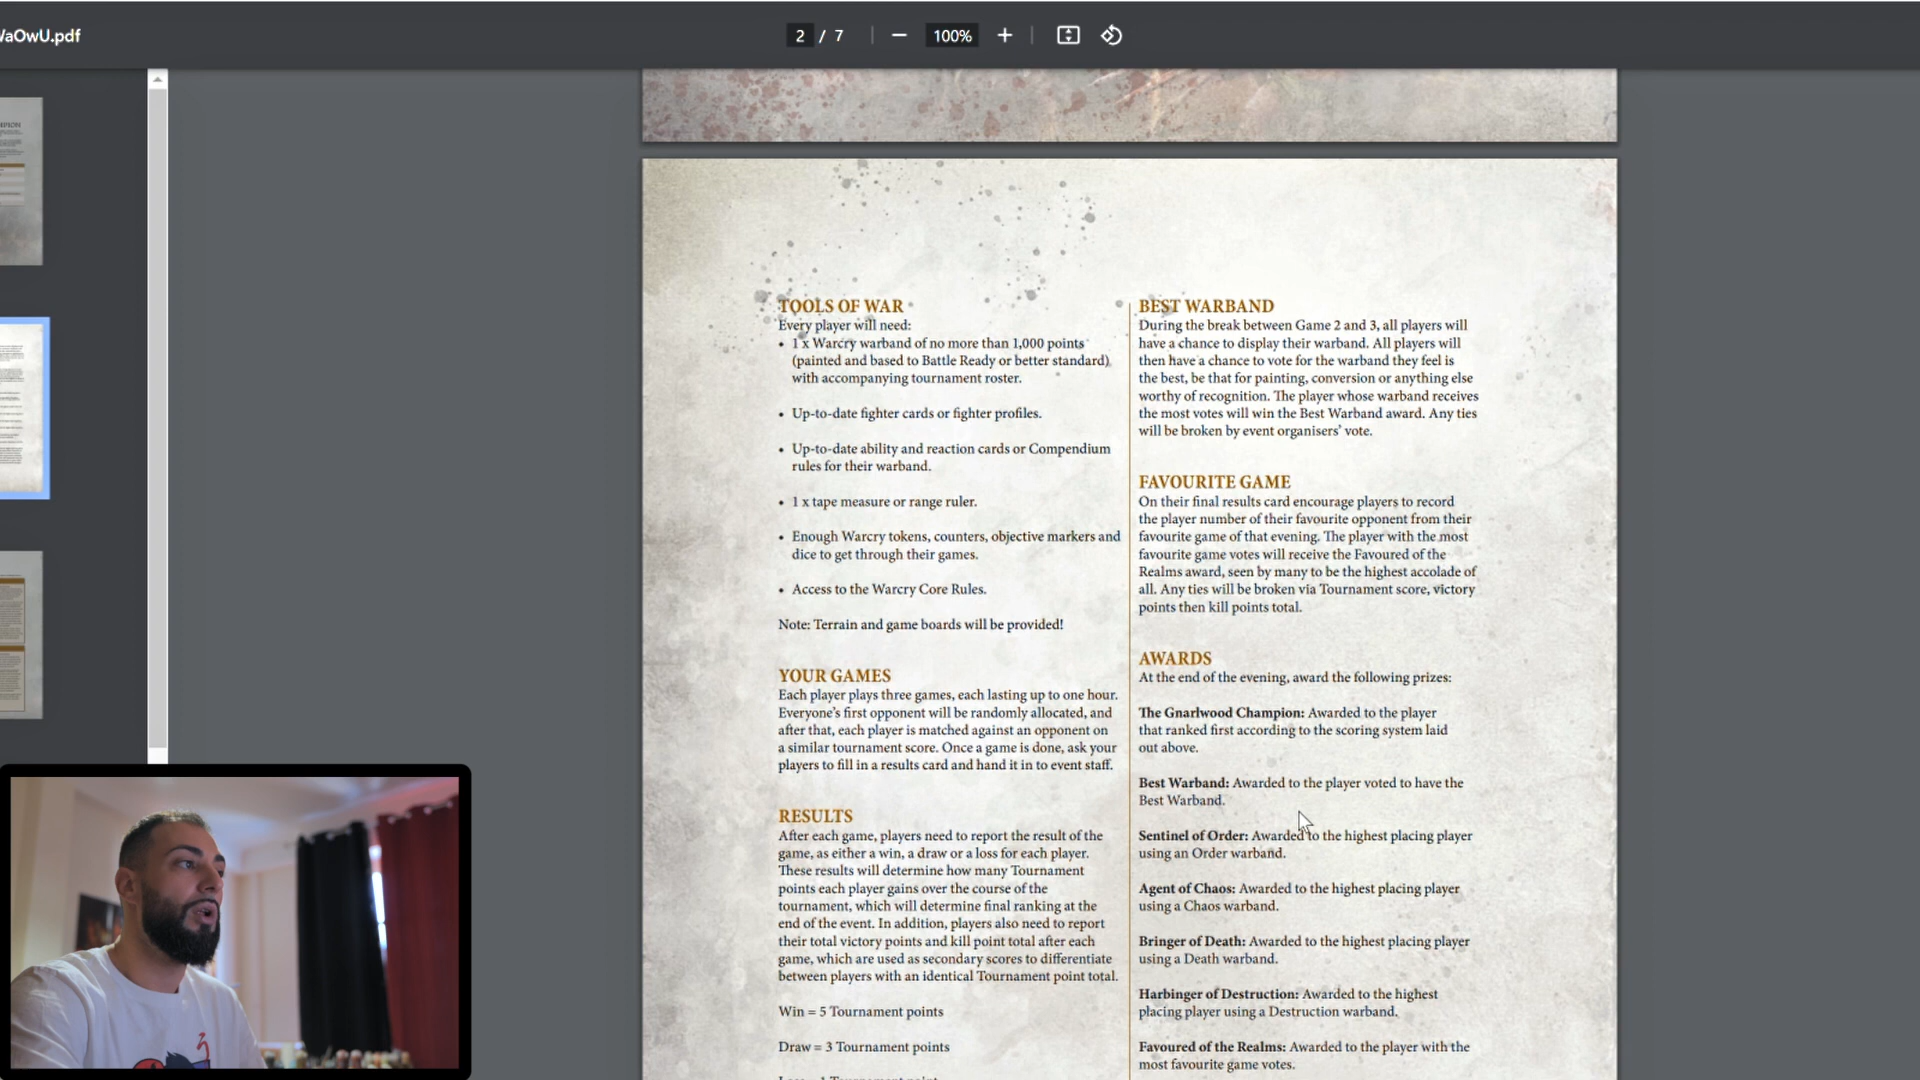 VaOwU.pdf
2 / 7
100%
TOOLS OF WAR
Every player will need:
• 1 x Warcry warband of no more than 1,000 points
(painted and based to Battle Ready or better standard)
with accompanying tournament roster.
• Up-to-date fighter cards or fighter profiles.
• Up-to-date ability and reaction cards or Compendium
rules for their warband.
• 1 x tape measure or range ruler.
• Enough Warcry tokens, counters, objective markers and
dice to get through their games.
• Access to the Warcry Core Rules.
Note: Terrain and game boards will be provided!
YOUR GAMES
Each player plays three games, each lasting up to one hour.
Everyone's first opponent will be randomly allocated, and
after that, each player is matched against an opponent on
a similar tournament score. Once a game is done, ask your
players to fill in a results card and hand it in to event staff.
RESULTS
After each game, players need to report the result of the
game, as either a win, a draw or a loss for each player.
These results will determine how many Tournament
points each player gains over the course of the
tournament, which will determine final ranking at the
end of the event. In addition, players also need to report
their total victory points and kill point total after each
game, which are used as secondary scores to differentiate
between players with an identical Tournament point total.
Win = 5 Tournament points
Draw = 3 Tournament points
BEST WARBAND
During the break between Game 2 and 3, all players will
have a chance to display their warband. All players will
then have a chance to vote for the warband they feel is
the best, be that for painting, conversion or anything else
worthy of recognition. The player whose warband receives
the most votes will win the Best Warband award. Any ties
will be broken by event organisers' vote.
FAVOURITE GAME
On their final results card encourage players to record
the player number of their favourite opponent from their
favourite game of that evening. The player with the most
favourite game votes will receive the Favoured of the
Realms award, seen by many to be the highest accolade of
all. Any ties will be broken via Tournament score, victory
points then kill points total.
AWARDS
At the end of the evening, award the following prizes:
The Gnarlwood Champion: Awarded to the player
that ranked first according to the scoring system laid
out above.
Best Warband: Awarded to the player voted to have the
Best Warband.
Sentinel of Order: Awarded to the highest placing player
using an Order warband.
Agent of Chaos: Awarded to the highest placing player
using a Chaos warband.
Bringer of Death: Awarded to the highest placing player
using a Death warband.
Harbinger of Destruction: Awarded to the highest
placing player using a Destruction warband.
Favoured of the Realms: Awarded to the player with the
most favourite game votes.